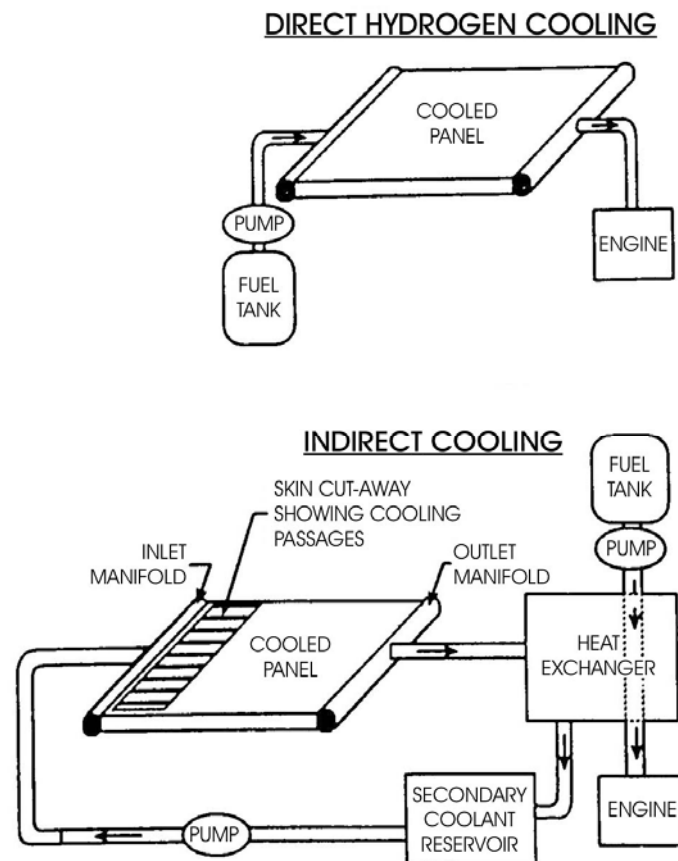 DIRECT HYDROGEN COOLING
COOLED
PANEL
PUMP
FUEL
TANK
ENGINE
INDIRECT COOLING
FUEL
TANK
PUMP
SKIN CUT-AWAY
SHOWING COOLING
PASSAGES
INLET
MANIFOLD
OUTLET
MANIFOLD
COOLED
PANEL
HEAT
EXCHANGER
SECONDARY
COOLANT
RESERVOIR
PUMP
ENGINE